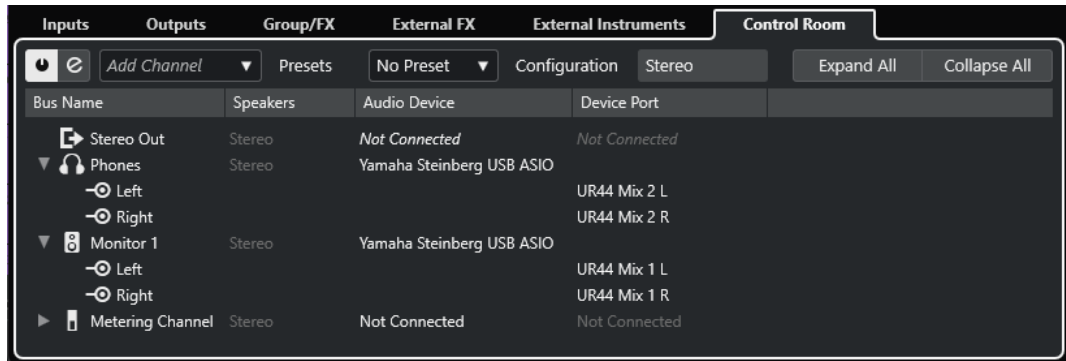 Inputs Outputs Group/FX External FX External Instruments Control Room
Add Channel Presets No Preset Configuration Stereo Expand All Collapse All
Bus Name Speakers Audio Device Device Port
Stereo Out Stereo Not Connected Not Connected
Phones Stereo Yamaha Steinberg USB ASIO
Left UR44 Mix 2 L
Right UR44 Mix 2 R
Monitor 1 Stereo Yamaha Steinberg USB ASIO
Left UR44 Mix 1 L
Right UR44 Mix 1 R
Metering Channel Stereo Not Connected Not Connected